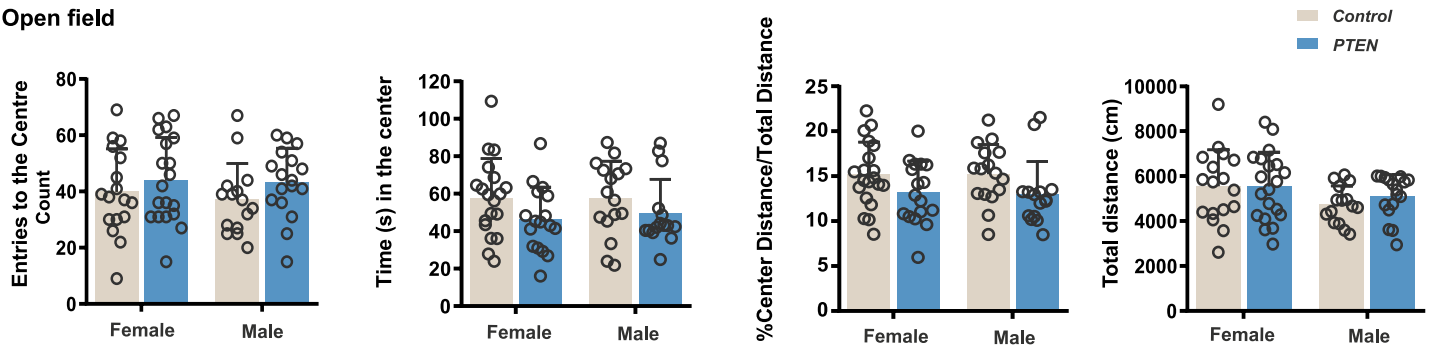 Open field
Control
PTEN
Entries to the Centre
Count
80
60
40
20
0
Female
Male
Time (s) in the center
120
100
80
60
40
20
0
Female
Male
%Center Distance/Total Distance
25
20
15
10
5
0
Female
Male
Total distance (cm)
10000
8000
6000
4000
2000
0
Female
Male